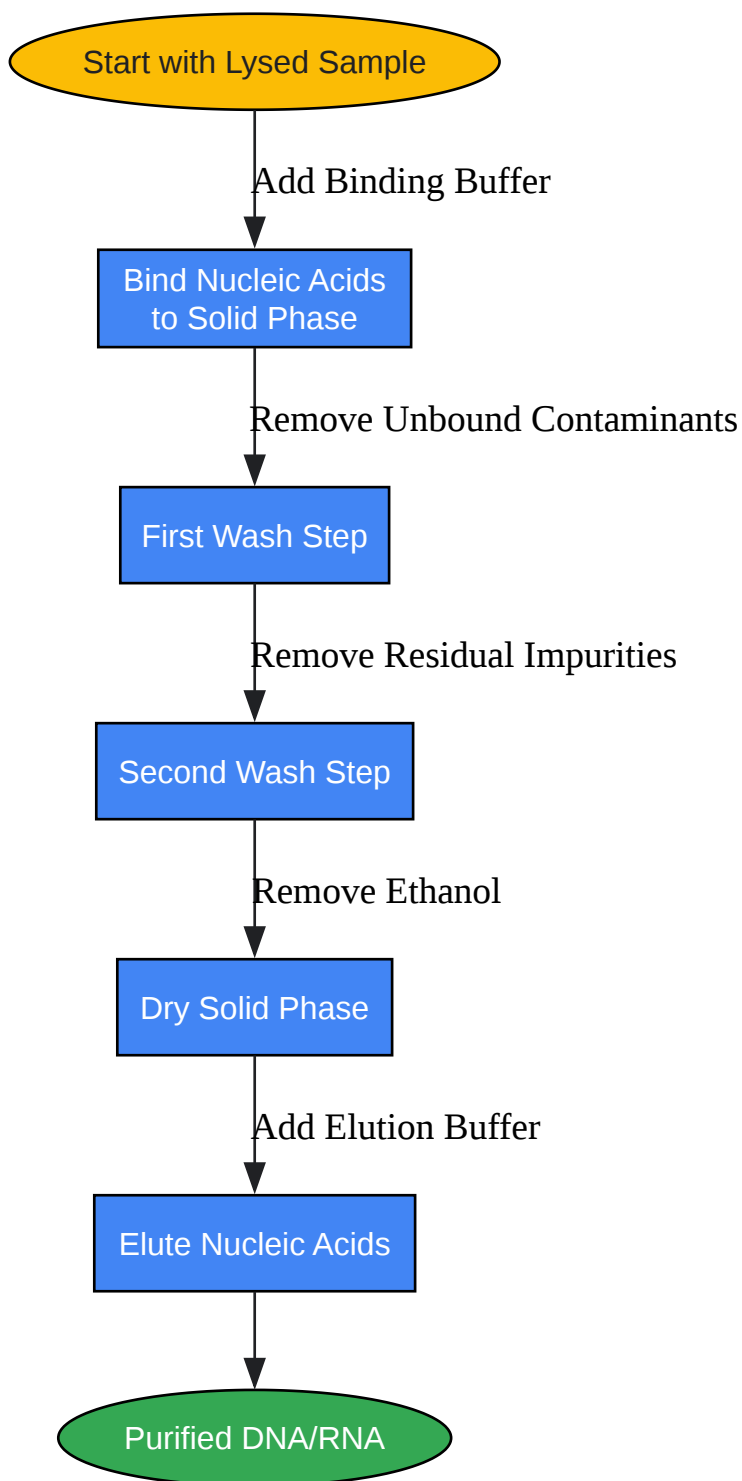 Start with Lysed Sample
Add Binding Buffer
Bind Nucleic Acids
to Solid Phase
Remove Unbound Contaminants
First Wash Step
Remove Residual Impurities
Second Wash Step
Remove Ethanol
Dry Solid Phase
Add Elution Buffer
Elute Nucleic Acids
Purified DNA/RNA